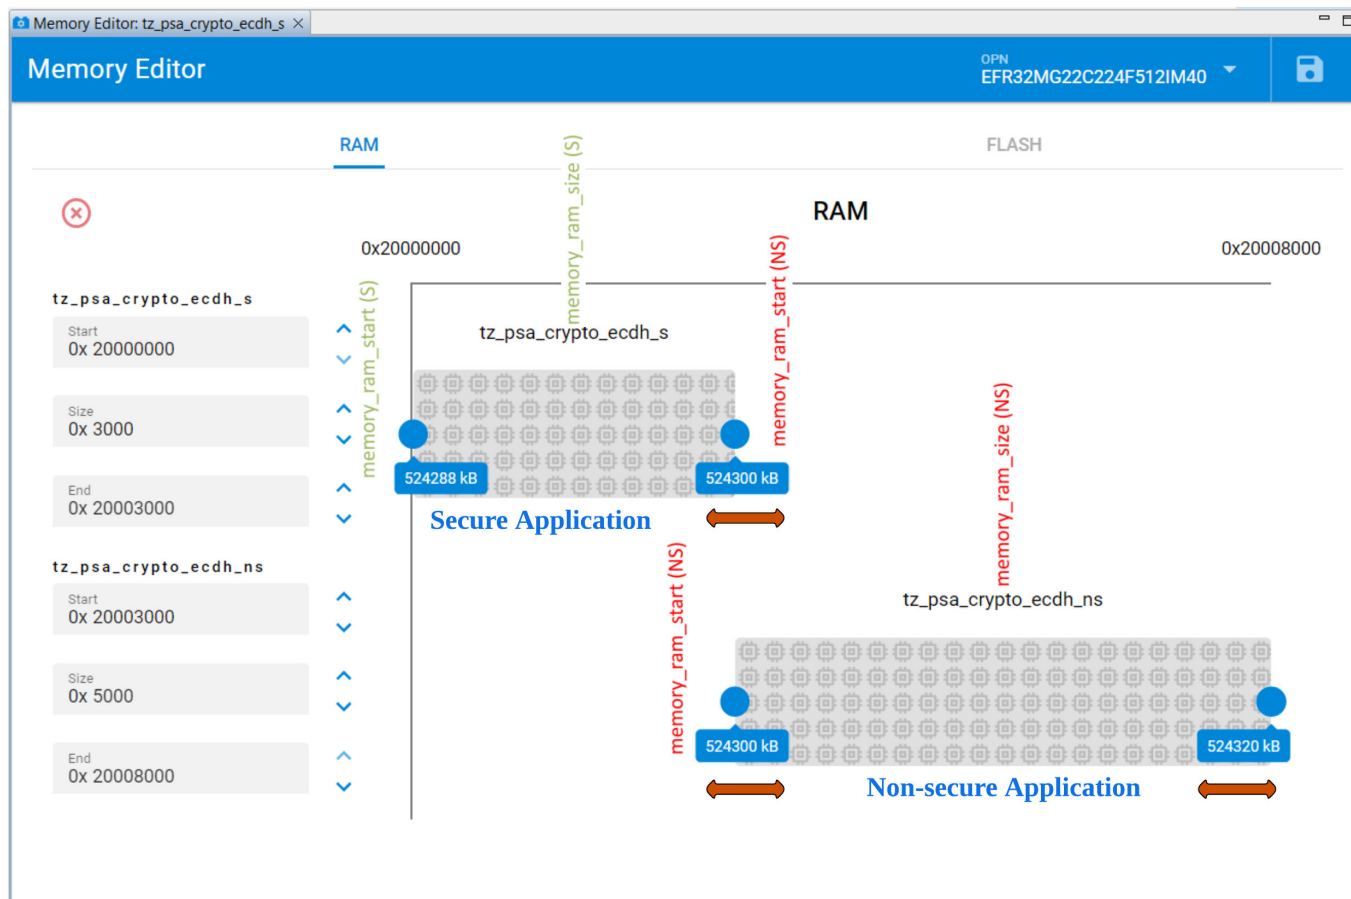 Memory Editor: tz_psa_crypto_ecdh_s
Memory Editor
OPN
EFR32MG22C224F512IM40
RAM
FLASH
memory_ram_size (S)
RAM
0x20000000
0x20008000
memory_ram_start (S)
memory_ram_start (NS)
tz_psa_crypto_ecdh_s
Start
0x 20000000
Size
0x 3000
End
0x 20003000
tz_psa_crypto_ecdh_s
524288 kB
524300 kB
Secure Application
memory_ram_size (NS)
memory_ram_start (NS)
tz_psa_crypto_ecdh_ns
Start
0x 20003000
Size
0x 5000
End
0x 20008000
tz_psa_crypto_ecdh_ns
524300 kB
524320 kB
Non-secure Application